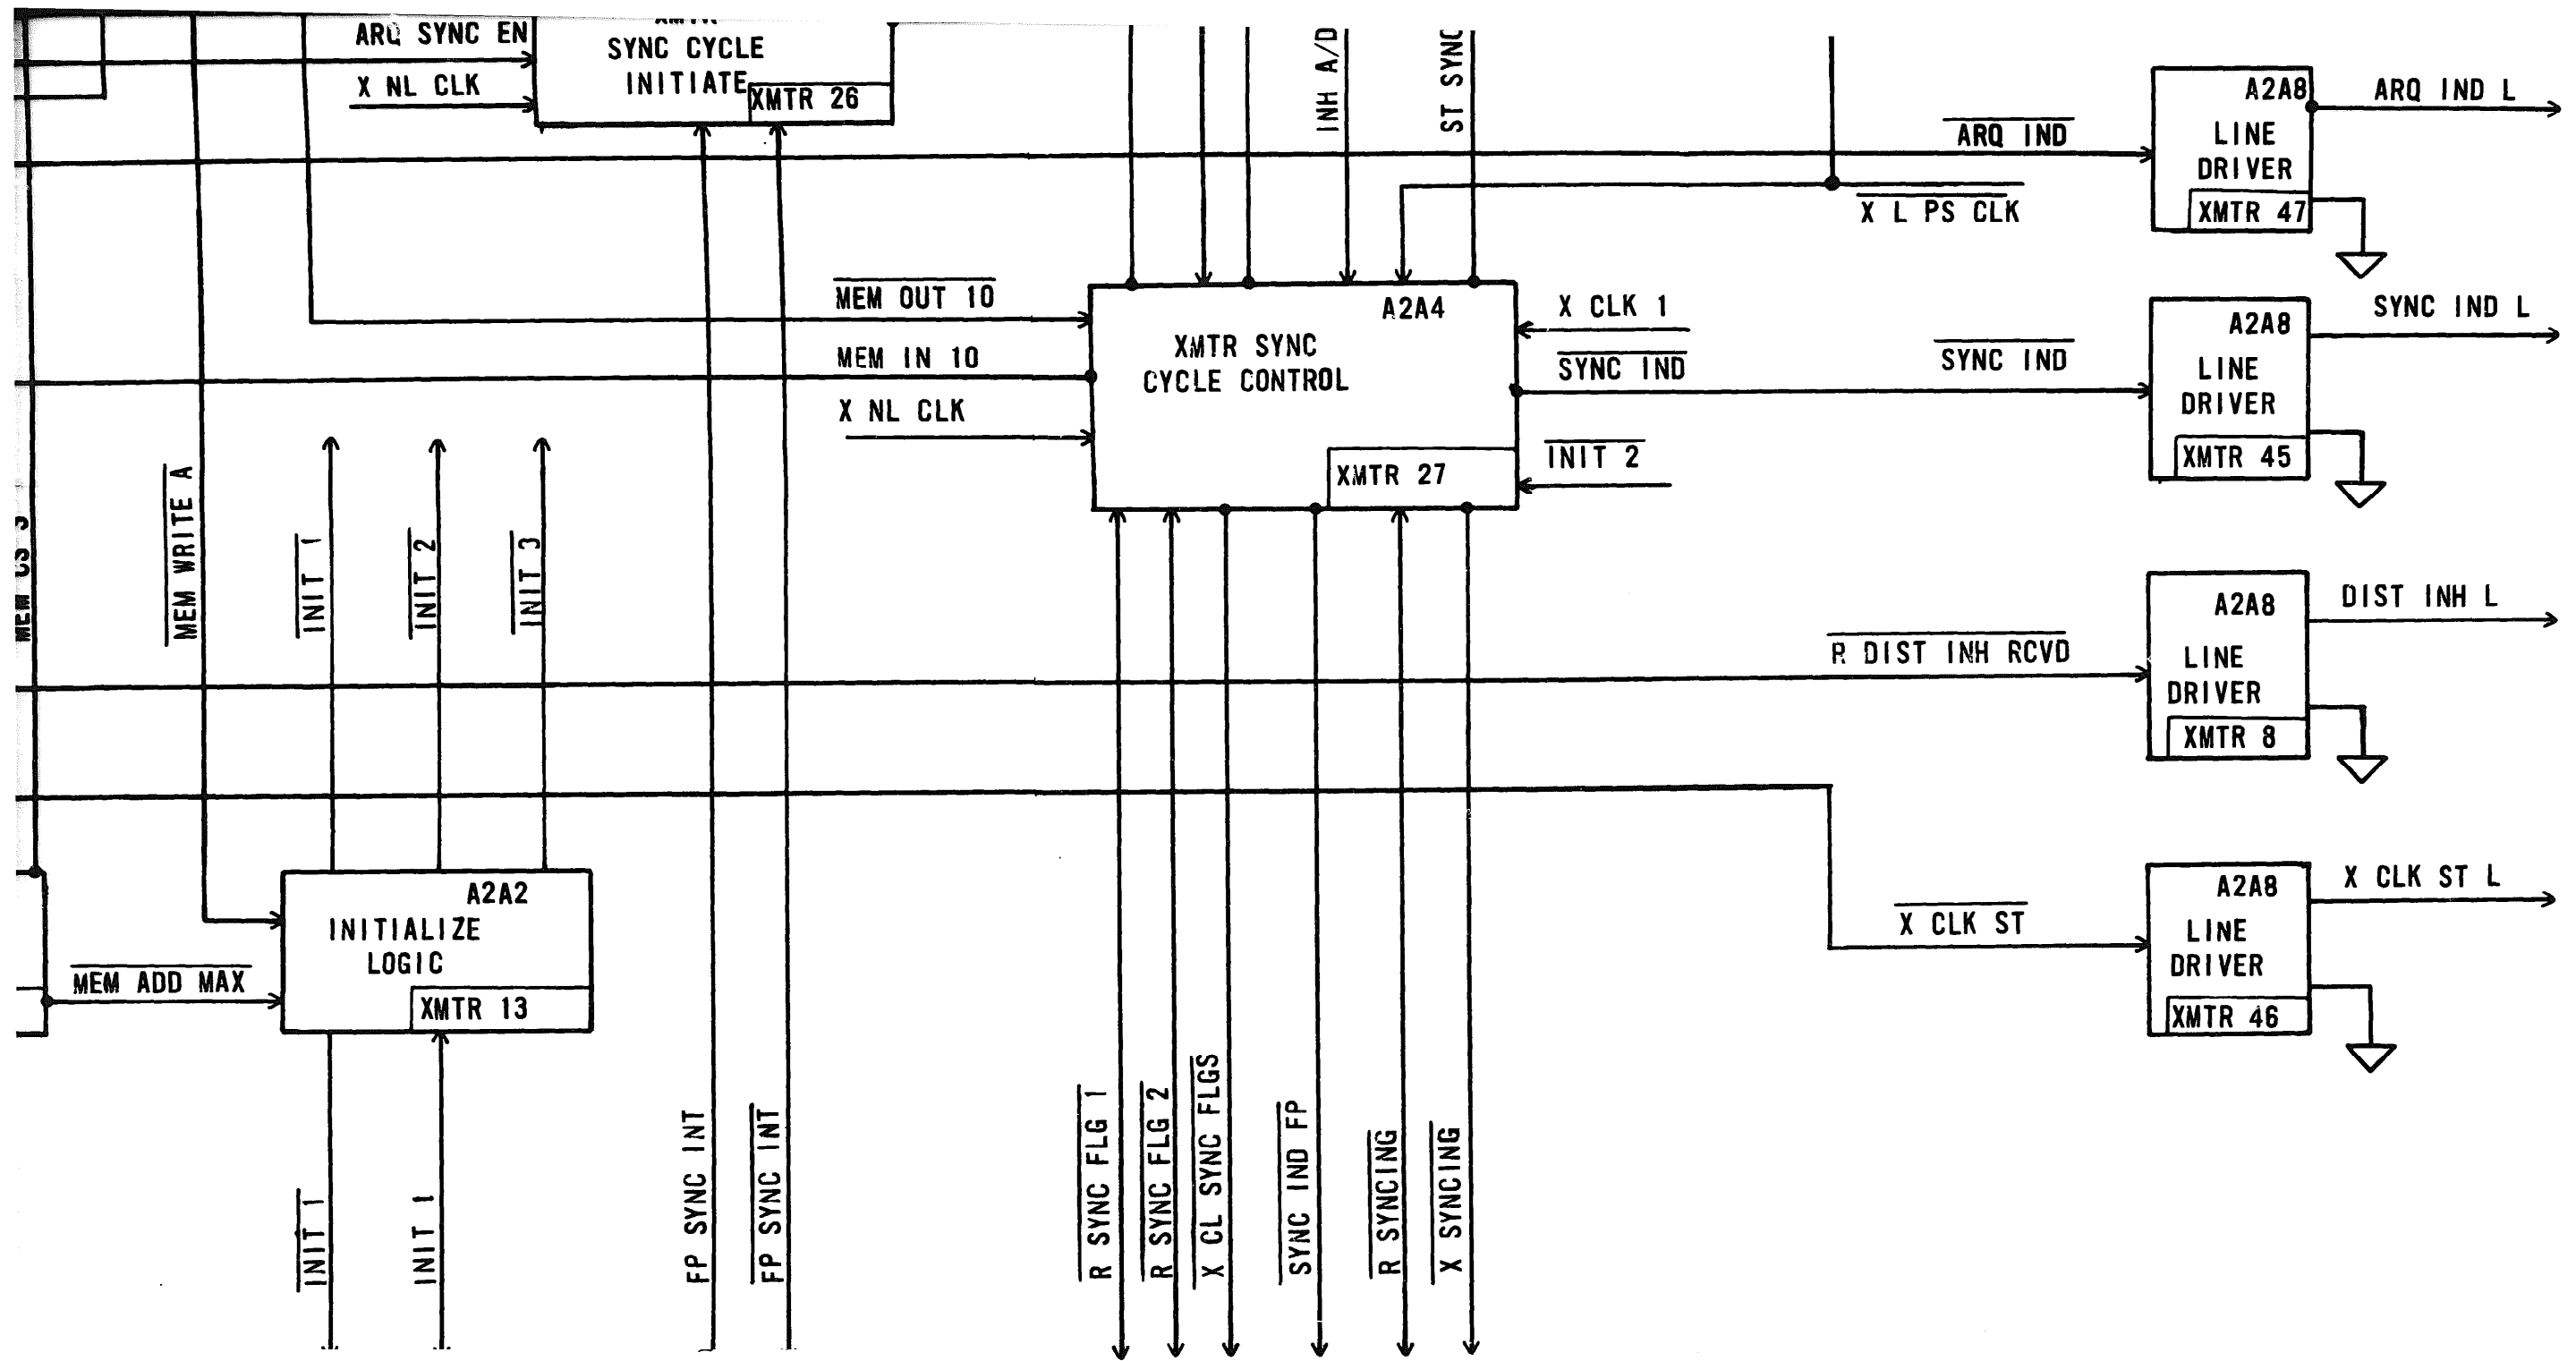 ARQ SYNC EN
X NL CLK
SYNC CYCLE
INITIATE
XMTR 26
INH A/D
ST SYNC
ARQ IND
X L PS CLK
A2A8
LINE
DRIVER
XMTR 47
ARQ IND L
MEM OUT 10
MEM IN 10
X NL CLK
A2A4
XMTR SYNC
CYCLE CONTROL
XMTR 27
X CLK 1
SYNC IND
INIT 2
SYNC IND
A2A8
LINE
DRIVER
XMTR 45
SYNC IND L
MEM CS
MEM WRITE A
INIT 1
INIT 2
INIT 3
R DIST INH RCVD
A2A8
LINE
DRIVER
XMTR 8
DIST INH L
MEM ADD MAX
A2A2
INITIALIZE
LOGIC
XMTR 13
X CLK ST
A2A8
LINE
DRIVER
XMTR 46
X CLK ST L
INIT 1
INIT 1
FP SYNC INT
FP SYNC INT
R SYNC FLG 1
R SYNC FLG 2
X CL SYNC FLGS
SYNC IND FP
R SYNCING
X SYNCING